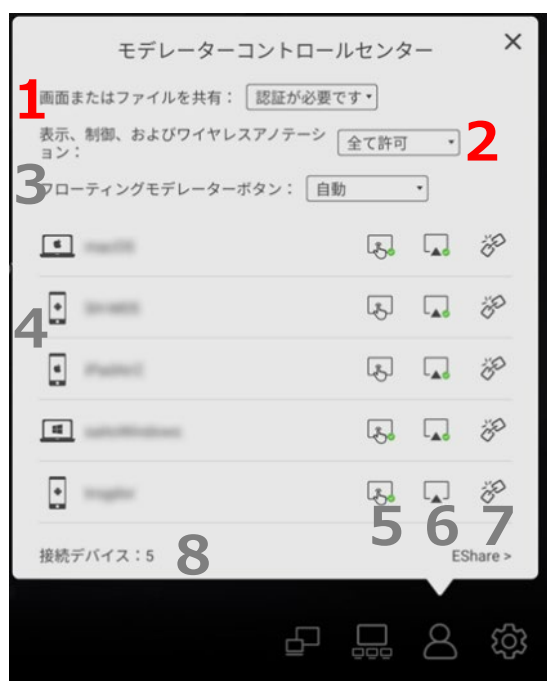 モデレーターコントロールセンター
1 画面またはファイルを共有： 認証が必要です
表示、制御、およびワイヤレスアノテーション： 全て許可 2
3 フローティングモデレーターボタン： 自動
macOS
4
iPadAir2
5 6 7
接続デバイス：5 8 EShare >